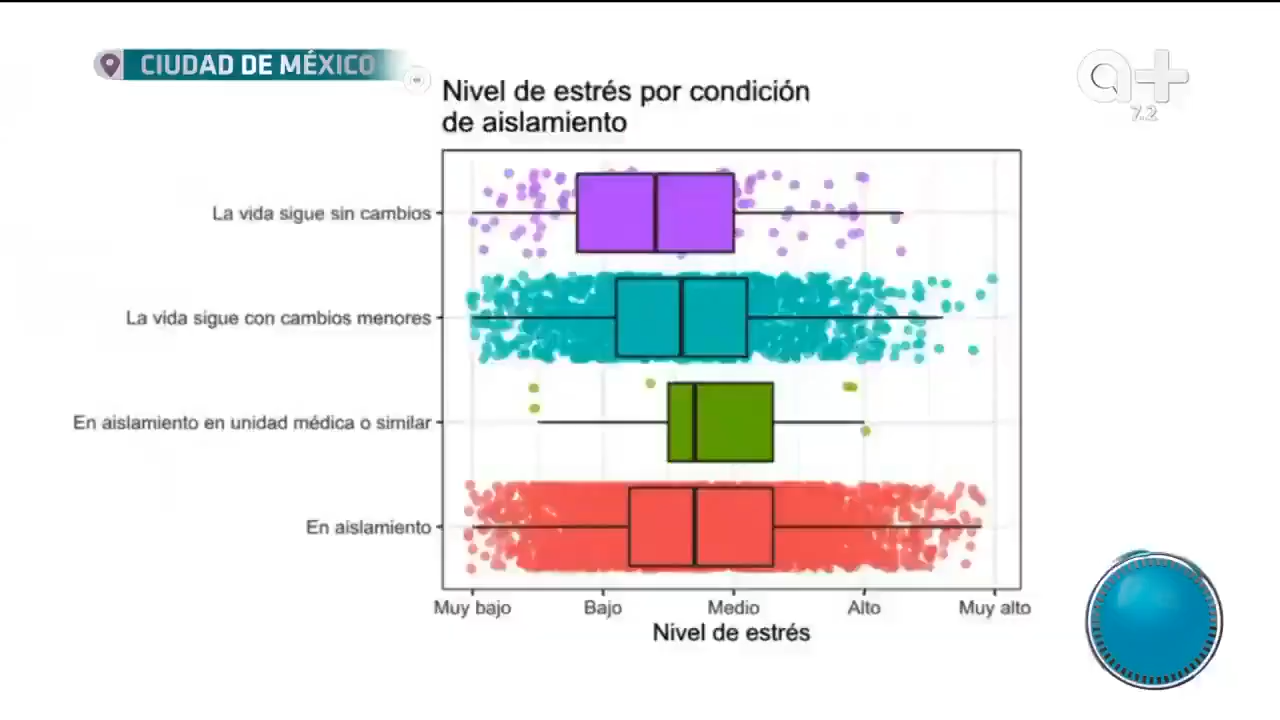 CIUDAD DE MÉXICO
a+
7.2
Nivel de estrés por condición
de aislamiento
La vida sigue sin cambios
La vida sigue con cambios menores
En aislamiento en unidad médica o similar
En aislamiento
Muy bajo Bajo Medio Alto Muy alto
Nivel de estrés